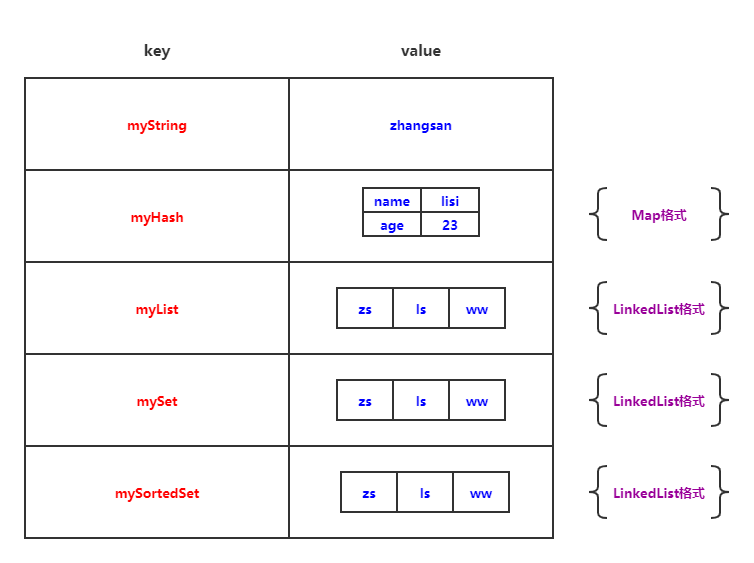 key value
myString zhangsan
name lisi
myHash Map格式
age 23
myList zs ls ww LinkedList格式
mySet zs ls ww LinkedList格式
mySortedSet zs ls ww LinkedList格式